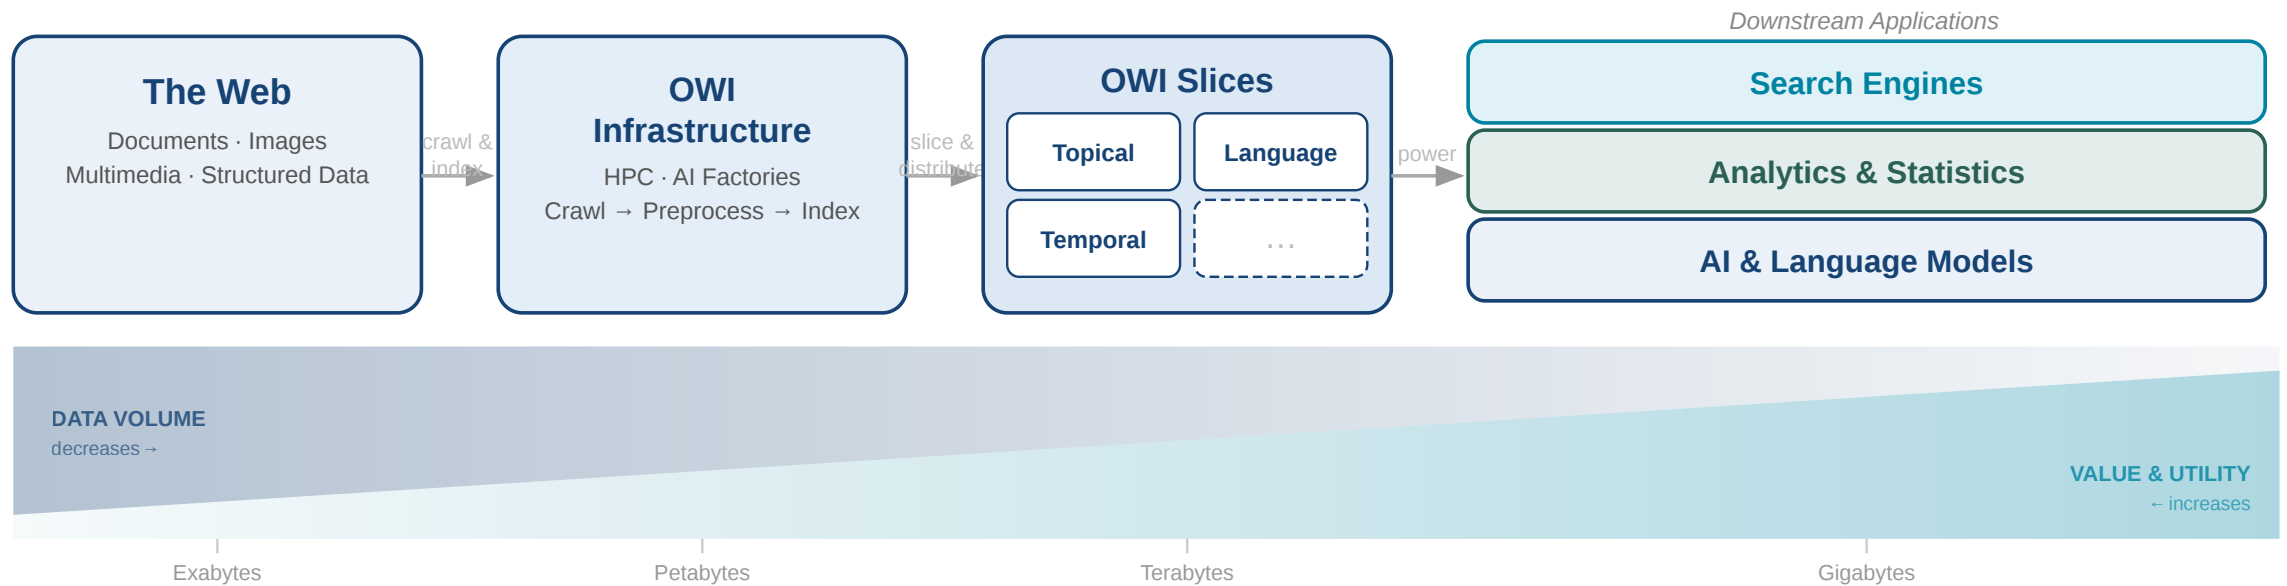 Downstream Applications
The Web
Documents · Images
Multimedia · Structured Data
crawl &
index
OWI
Infrastructure
HPC · AI Factories
Crawl → Preprocess → Index
slice &
distribute
OWI Slices
Topical
Language
Temporal
...
power
Search Engines
Analytics & Statistics
AI & Language Models
DATA VOLUME
decreases →
VALUE & UTILITY
← increases
Exabytes
Petabytes
Terabytes
Gigabytes